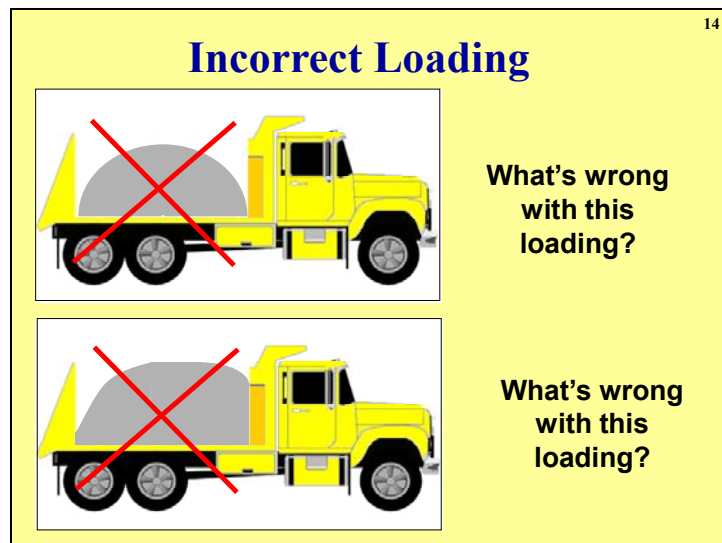 14
Incorrect Loading
What's wrong
with this
loading?
What's wrong
with this
loading?